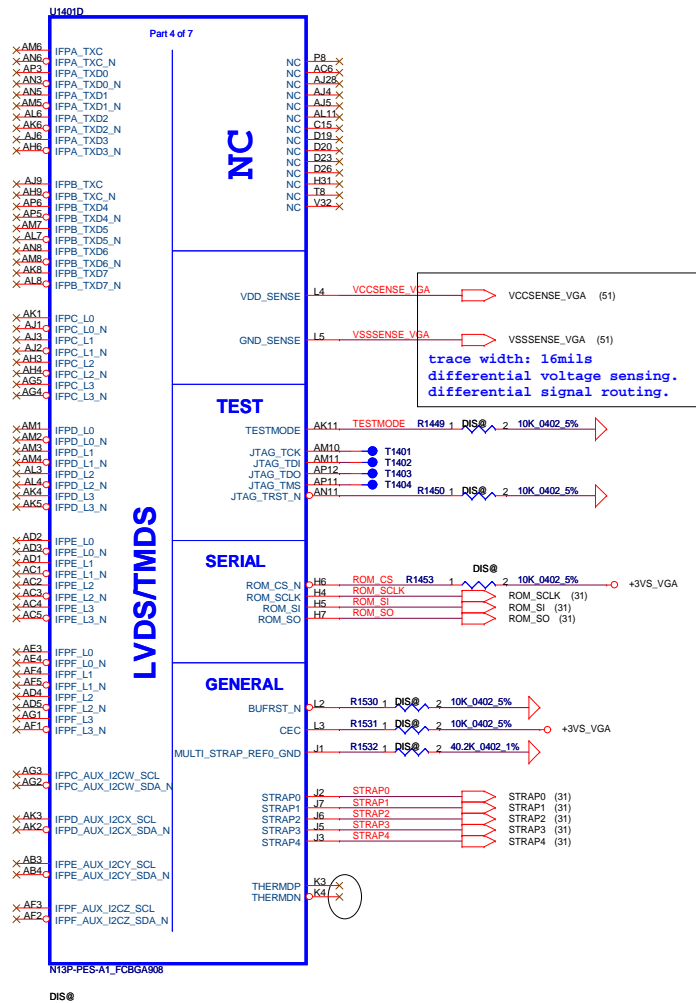 U1401D
Part 4 of 7
AM6 IFPA_TXC
AN6 IFPA_TXC_N
AP3 IFPA_TXD0
AN3 IFPA_TXD0_N
AN5 IFPA_TXD1
AM5 IFPA_TXD1_N
AL6 IFPA_TXD2
AK6 IFPA_TXD2_N
AJ6 IFPA_TXD3
AH6 IFPA_TXD3_N
AJ9 IFPB_TXC
AH9 IFPB_TXC_N
AP6 IFPB_TXD4
AP5 IFPB_TXD4_N
AM7 IFPB_TXD5
AL7 IFPB_TXD5_N
AN8 IFPB_TXD6
AM8 IFPB_TXD6_N
AK8 IFPB_TXD7
AL8 IFPB_TXD7_N
AK1 IFPC_L0
AJ1 IFPC_L0_N
AJ3 IFPC_L1
AJ2 IFPC_L1_N
AH3 IFPC_L2
AH4 IFPC_L2_N
AG5 IFPC_L3
AG4 IFPC_L3_N
AM1 IFPD_L0
AM2 IFPD_L0_N
AM3 IFPD_L1
AM4 IFPD_L1_N
AL3 IFPD_L2
AL4 IFPD_L2_N
AK4 IFPD_L3
AK5 IFPD_L3_N
AD2 IFPE_L0
AD3 IFPE_L0_N
AD1 IFPE_L1
AC1 IFPE_L1_N
AC2 IFPE_L2
AC3 IFPE_L2_N
AC4 IFPE_L3
AC5 IFPE_L3_N
AE3 IFPF_L0
AE4 IFPF_L0_N
AF4 IFPF_L1
AF5 IFPF_L1_N
AD4 IFPF_L2
AD5 IFPF_L2_N
AG1 IFPF_L3
AF1 IFPF_L3_N
AG3 IFPC_AUX_I2CW_SCL
AG2 IFPC_AUX_I2CW_SDA_N
AK3 IFPD_AUX_I2CX_SCL
AK2 IFPD_AUX_I2CX_SDA_N
AB3 IFPE_AUX_I2CY_SCL
AB4 IFPE_AUX_I2CY_SDA_N
AF3 IFPF_AUX_I2CZ_SCL
AF2 IFPF_AUX_I2CZ_SDA_N
LVDS/TMDS
NC
NC P8
NC AC6
NC AJ28
NC AJ4
NC AJ5
NC AL11
NC C15
NC D19
NC D20
NC D23
NC D26
NC H31
NC T8
NC V32
VDD_SENSE L4 VCCSENSE_VGA VCCSENSE_VGA (51)
GND_SENSE L5 VSSSENSE_VGA VSSSENSE_VGA (51)
trace width: 16mils
differential voltage sensing.
differential signal routing.
TEST
TESTMODE AK11 TESTMODE R1449 1 DIS@ 2 10K_0402_5%
JTAG_TCK AM10 T1401
JTAG_TDI AM11 T1402
JTAG_TDO AP12 T1403
JTAG_TMS AP11 T1404
JTAG_TRST_N AN11 R1450 1 DIS@ 2 10K_0402_5%
SERIAL
DIS@
ROM_CS_N H6 ROM_CS R1453 1 2 10K_0402_5% +3VS_VGA
ROM_SCLK H4 ROM_SCLK ROM_SCLK (31)
ROM_SI H5 ROM_SI ROM_SI (31)
ROM_SO H7 ROM_SO ROM_SO (31)
GENERAL
BUFRST_N L2 R1530 1 DIS@ 2 10K_0402_5%
CEC L3 R1531 1 DIS@ 2 10K_0402_5% +3VS_VGA
MULTI_STRAP_REF0_GND J1 R1532 1 DIS@ 2 40.2K_0402_1%
STRAP0 J2 STRAP0 STRAP0 (31)
STRAP1 J7 STRAP1 STRAP1 (31)
STRAP2 J6 STRAP2 STRAP2 (31)
STRAP3 J5 STRAP3 STRAP3 (31)
STRAP4 J3 STRAP4 STRAP4 (31)
THERMDP K3
THERMDN K4
N13P-PES-A1_FCBGA908
DIS@